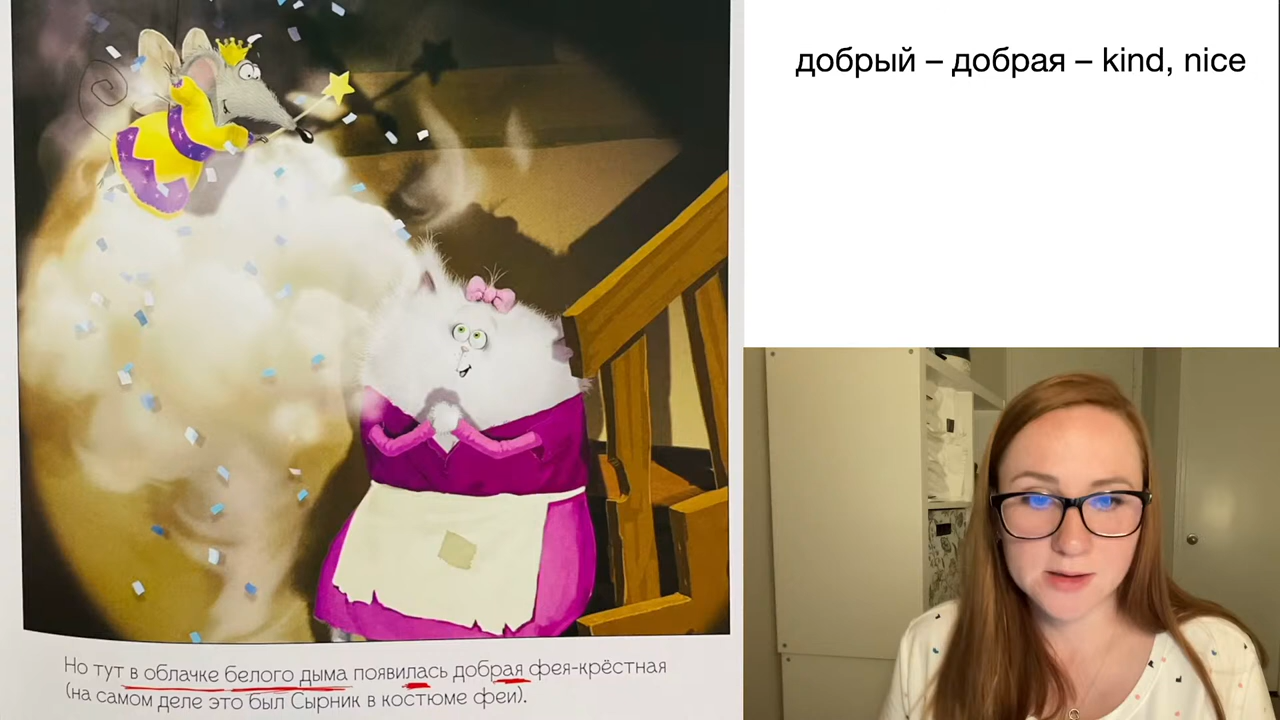 добрый – добрая – kind, nice
Но тут в облачке белого дыма появилась добрая фея-крёстная
(на самом деле это был Сырник в костюме феи).